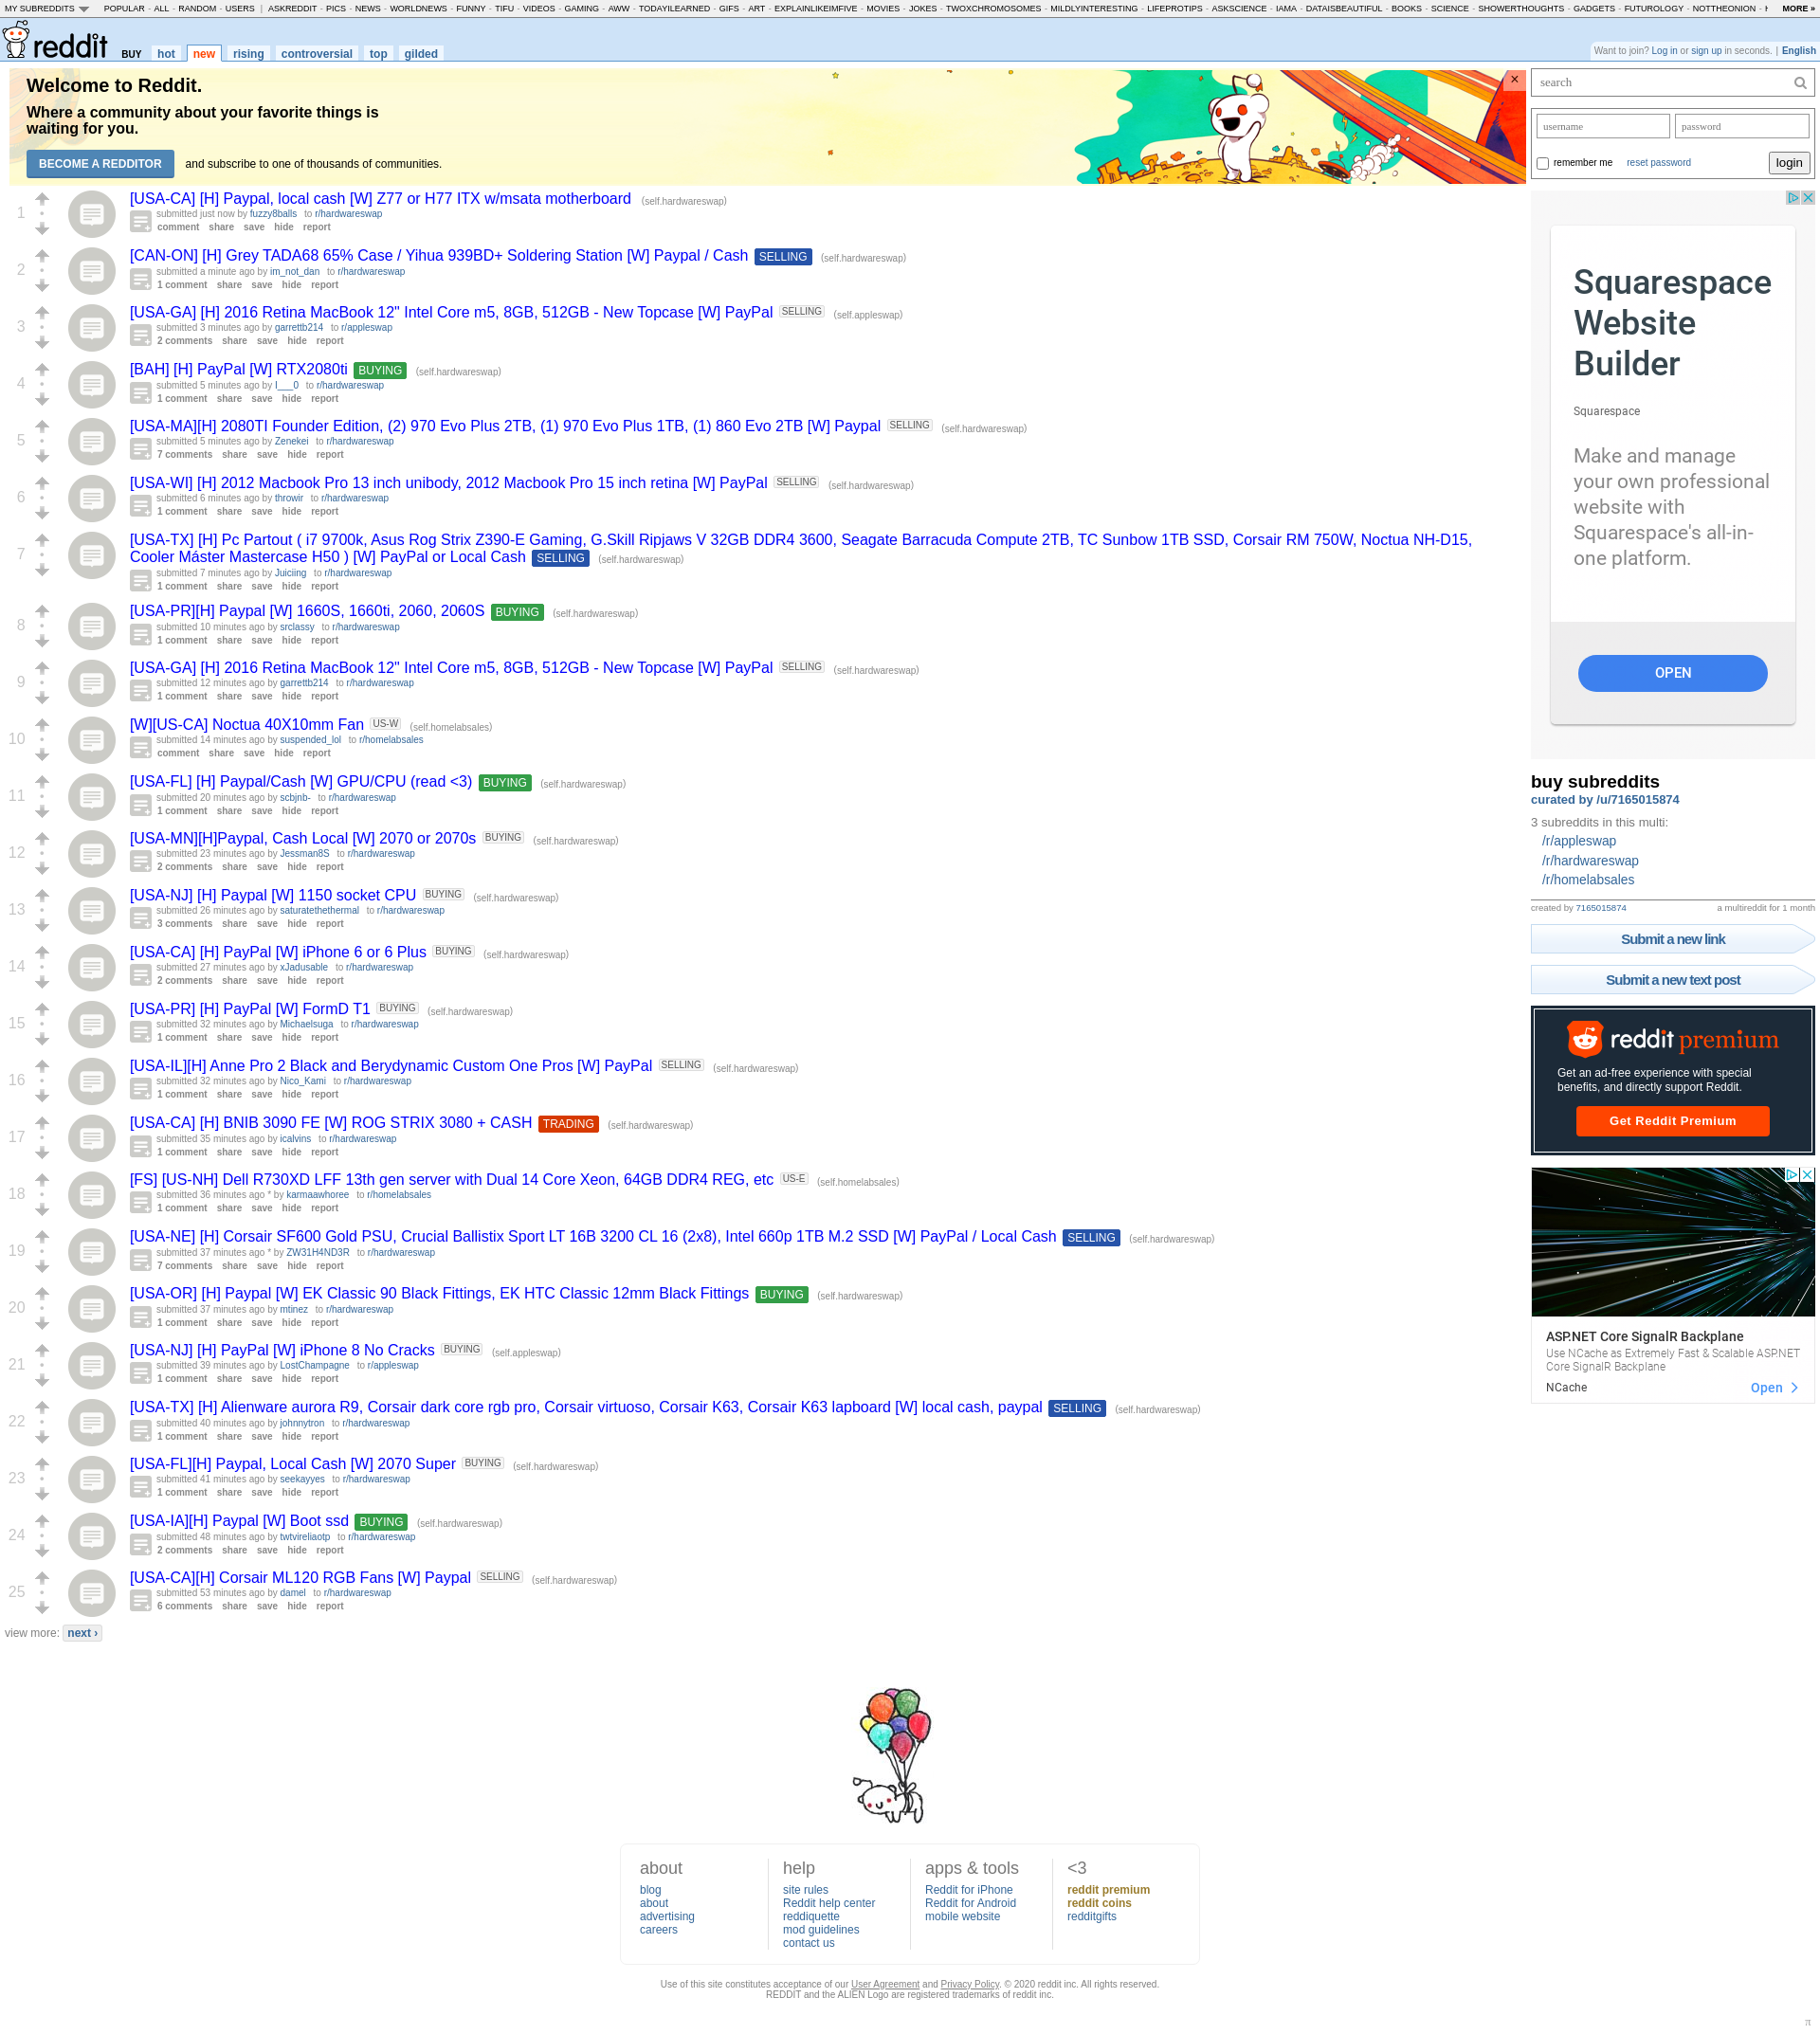 MY SUBREDDITS POPULAR - ALL - RANDOM - USERS | ASKREDDIT - PICS - NEWS - WORLDNEWS - FUNNY - TIFU - VIDEOS - GAMING - AWW - TODAYILEARNED - GIFS - ART - EXPLAINLIKEIMFIVE - MOVIES - JOKES - TWOXCHROMOSOMES - MILDLYINTERESTING - LIFEPROTIPS - ASKSCIENCE - IAMA - DATAISBEAUTIFUL - BOOKS - SCIENCE - SHOWERTHOUGHTS - GADGETS - FUTUROLOGY - NOTTHEONION - MORE »
reddit BUY hot new rising controversial top gilded
Want to join? Log in or sign up in seconds. | English
Welcome to Reddit.
Where a community about your favorite things is
waiting for you.
BECOME A REDDITOR and subscribe to one of thousands of communities.
1
[USA-CA] [H] Paypal, local cash [W] Z77 or H77 ITX w/msata motherboard (self.hardwareswap)
submitted just now by fuzzy8balls to r/hardwareswap
comment share save hide report
2
[CAN-ON] [H] Grey TADA68 65% Case / Yihua 939BD+ Soldering Station [W] Paypal / Cash SELLING (self.hardwareswap)
submitted a minute ago by im_not_dan to r/hardwareswap
1 comment share save hide report
3
[USA-GA] [H] 2016 Retina MacBook 12" Intel Core m5, 8GB, 512GB - New Topcase [W] PayPal SELLING (self.appleswap)
submitted 3 minutes ago by garrettb214 to r/appleswap
2 comments share save hide report
4
[BAH] [H] PayPal [W] RTX2080ti BUYING (self.hardwareswap)
submitted 5 minutes ago by I___0 to r/hardwareswap
1 comment share save hide report
5
[USA-MA][H] 2080TI Founder Edition, (2) 970 Evo Plus 2TB, (1) 970 Evo Plus 1TB, (1) 860 Evo 2TB [W] Paypal SELLING (self.hardwareswap)
submitted 5 minutes ago by Zenekei to r/hardwareswap
7 comments share save hide report
6
[USA-WI] [H] 2012 Macbook Pro 13 inch unibody, 2012 Macbook Pro 15 inch retina [W] PayPal SELLING (self.hardwareswap)
submitted 6 minutes ago by throwir to r/hardwareswap
1 comment share save hide report
7
[USA-TX] [H] Pc Partout ( i7 9700k, Asus Rog Strix Z390-E Gaming, G.Skill Ripjaws V 32GB DDR4 3600, Seagate Barracuda Compute 2TB, TC Sunbow 1TB SSD, Corsair RM 750W, Noctua NH-D15,
Cooler Máster Mastercase H50 ) [W] PayPal or Local Cash SELLING (self.hardwareswap)
submitted 7 minutes ago by Juiciing to r/hardwareswap
1 comment share save hide report
8
[USA-PR][H] Paypal [W] 1660S, 1660ti, 2060, 2060S BUYING (self.hardwareswap)
submitted 10 minutes ago by srclassy to r/hardwareswap
1 comment share save hide report
9
[USA-GA] [H] 2016 Retina MacBook 12" Intel Core m5, 8GB, 512GB - New Topcase [W] PayPal SELLING (self.hardwareswap)
submitted 12 minutes ago by garrettb214 to r/hardwareswap
1 comment share save hide report
10
[W][US-CA] Noctua 40X10mm Fan US-W (self.homelabsales)
submitted 14 minutes ago by suspended_lol to r/homelabsales
comment share save hide report
11
[USA-FL] [H] Paypal/Cash [W] GPU/CPU (read <3) BUYING (self.hardwareswap)
submitted 20 minutes ago by scbjnb- to r/hardwareswap
1 comment share save hide report
12
[USA-MN][H]Paypal, Cash Local [W] 2070 or 2070s BUYING (self.hardwareswap)
submitted 23 minutes ago by Jessman8S to r/hardwareswap
2 comments share save hide report
13
[USA-NJ] [H] Paypal [W] 1150 socket CPU BUYING (self.hardwareswap)
submitted 26 minutes ago by saturatethethermal to r/hardwareswap
3 comments share save hide report
14
[USA-CA] [H] PayPal [W] iPhone 6 or 6 Plus BUYING (self.hardwareswap)
submitted 27 minutes ago by xJadusable to r/hardwareswap
2 comments share save hide report
15
[USA-PR] [H] PayPal [W] FormD T1 BUYING (self.hardwareswap)
submitted 32 minutes ago by Michaelsuga to r/hardwareswap
1 comment share save hide report
16
[USA-IL][H] Anne Pro 2 Black and Berydynamic Custom One Pros [W] PayPal SELLING (self.hardwareswap)
submitted 32 minutes ago by Nico_Kami to r/hardwareswap
1 comment share save hide report
17
[USA-CA] [H] BNIB 3090 FE [W] ROG STRIX 3080 + CASH TRADING (self.hardwareswap)
submitted 35 minutes ago by icalvins to r/hardwareswap
1 comment share save hide report
18
[FS] [US-NH] Dell R730XD LFF 13th gen server with Dual 14 Core Xeon, 64GB DDR4 REG, etc US-E (self.homelabsales)
submitted 36 minutes ago * by karmaawhoree to r/homelabsales
1 comment share save hide report
19
[USA-NE] [H] Corsair SF600 Gold PSU, Crucial Ballistix Sport LT 16B 3200 CL 16 (2x8), Intel 660p 1TB M.2 SSD [W] PayPal / Local Cash SELLING (self.hardwareswap)
submitted 37 minutes ago * by ZW31H4ND3R to r/hardwareswap
7 comments share save hide report
20
[USA-OR] [H] Paypal [W] EK Classic 90 Black Fittings, EK HTC Classic 12mm Black Fittings BUYING (self.hardwareswap)
submitted 37 minutes ago by mtinez to r/hardwareswap
1 comment share save hide report
21
[USA-NJ] [H] PayPal [W] iPhone 8 No Cracks BUYING (self.appleswap)
submitted 39 minutes ago by LostChampagne to r/appleswap
1 comment share save hide report
22
[USA-TX] [H] Alienware aurora R9, Corsair dark core rgb pro, Corsair virtuoso, Corsair K63, Corsair K63 lapboard [W] local cash, paypal SELLING (self.hardwareswap)
submitted 40 minutes ago by johnnytron to r/hardwareswap
1 comment share save hide report
23
[USA-FL][H] Paypal, Local Cash [W] 2070 Super BUYING (self.hardwareswap)
submitted 41 minutes ago by seekayyes to r/hardwareswap
1 comment share save hide report
24
[USA-IA][H] Paypal [W] Boot ssd BUYING (self.hardwareswap)
submitted 48 minutes ago by twtvireliaotp to r/hardwareswap
2 comments share save hide report
25
[USA-CA][H] Corsair ML120 RGB Fans [W] Paypal SELLING (self.hardwareswap)
submitted 53 minutes ago by damel to r/hardwareswap
6 comments share save hide report
view more: next ›
search
username password
remember me reset password login
Squarespace
Website
Builder
Squarespace
Make and manage
your own professional
website with
Squarespace's all-in-
one platform.
OPEN
buy subreddits
curated by /u/7165015874
3 subreddits in this multi:
/r/appleswap
/r/hardwareswap
/r/homelabsales
created by 7165015874 a multireddit for 1 month
Submit a new link
Submit a new text post
reddit premium
Get an ad-free experience with special
benefits, and directly support Reddit.
Get Reddit Premium
ASP.NET Core SignalR Backplane
Use NCache as Extremely Fast & Scalable ASP.NET
Core SignalR Backplane
NCache Open
about
blog
about
advertising
careers
help
site rules
Reddit help center
reddiquette
mod guidelines
contact us
apps & tools
Reddit for iPhone
Reddit for Android
mobile website
<3
reddit premium
reddit coins
redditgifts
Use of this site constitutes acceptance of our User Agreement and Privacy Policy. © 2020 reddit inc. All rights reserved.
REDDIT and the ALIEN Logo are registered trademarks of reddit inc.
π